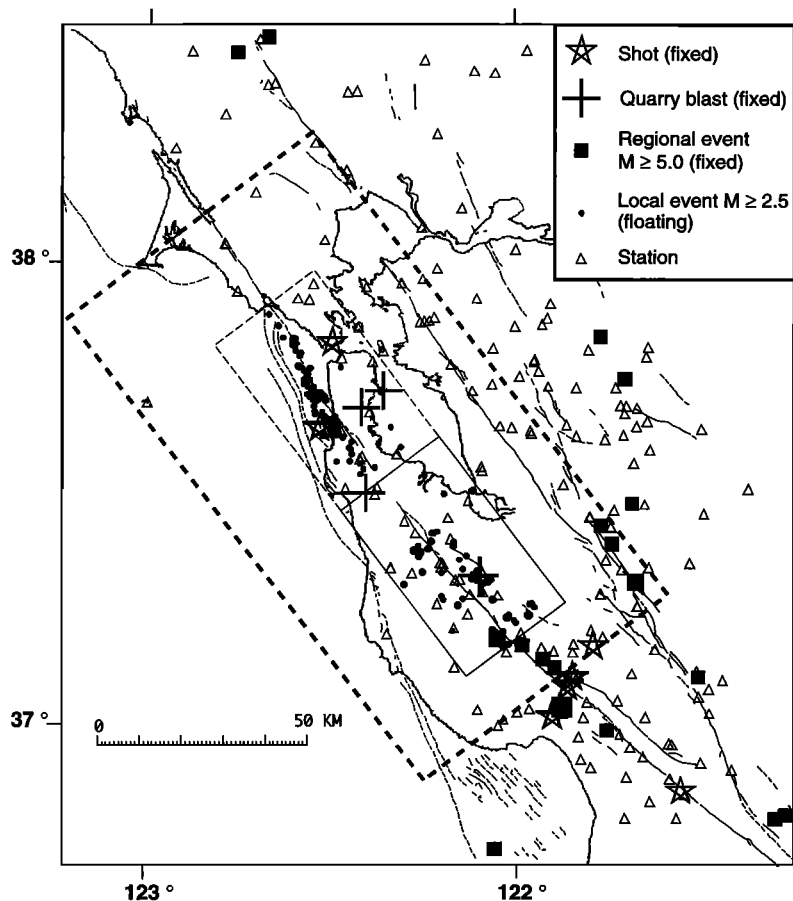 Shot (fixed)
Quarry blast (fixed)
Regional event
M ≥ 5.0 (fixed)
Local event M ≥ 2.5
(floating)
Station
38 °
37 °
0 50 KM
123 ° 122 °